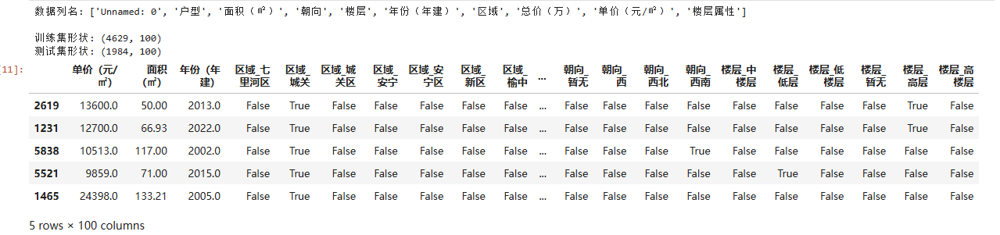 数据列名: ['Unnamed: 0', '户型', '面积（㎡）', '朝向', '楼层', '年份（年建）', '区域', '总价（万）', '单价（元/㎡）', '楼层属性']
训练集形状: (4629, 100)
测试集形状: (1984, 100)
[11]:
单价（元/㎡） 面积（㎡） 年份（年建） 区域_七里河区 区域_城关 区域_城关区 区域_安宁 区域_安宁区 区域_新区 区域_榆中 ... 朝向_暂无 朝向_西 朝向_西北 朝向_西南 楼层_中楼层 楼层_低层 楼层_低楼层 楼层_暂无 楼层_高层 楼层_高楼层
2619 13600.0 50.00 2013.0 False True False False False False False ... False False False False False False False False True False
1231 12700.0 66.93 2022.0 False True False False False False False ... False False False False False False False False True False
5838 10513.0 117.00 2002.0 False True False False False False False ... False False False True False False False False False False
5521 9859.0 71.00 2015.0 False True False False False False False ... False False False False False True False False False False
1465 24398.0 133.21 2005.0 False True False False False False False ... False False False False False False False False False False
5 rows × 100 columns